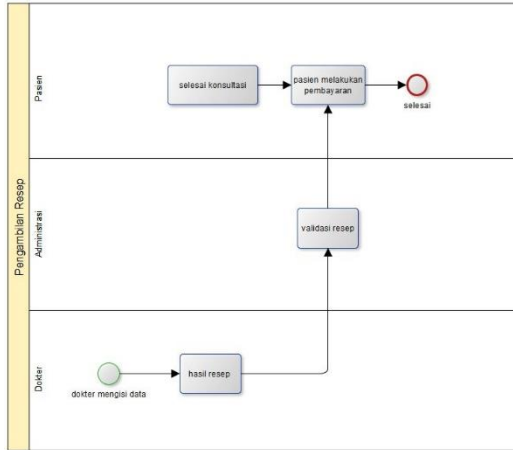 Pengambilan Resep
Pasien
selesai konsultasi
pasien melakukan
pembayaran
selesai
Administrasi
validasi resep
Dokter
dokter mengisi data
hasil resep